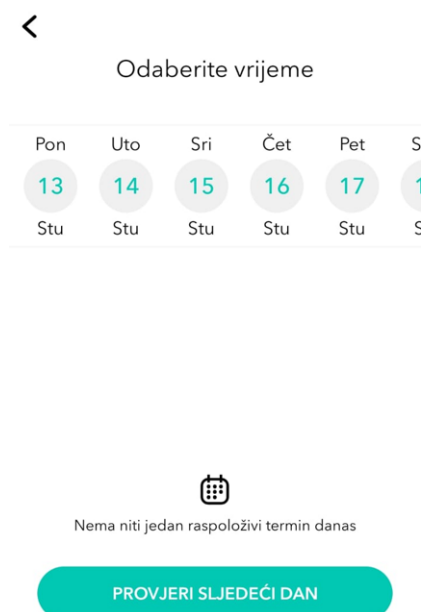 Odaberite vrijeme
Pon Uto Sri Čet Pet
13 14 15 16 17
Stu Stu Stu Stu Stu
Nema niti jedan raspoloživi termin danas
PROVJERI SLJEDEĆI DAN